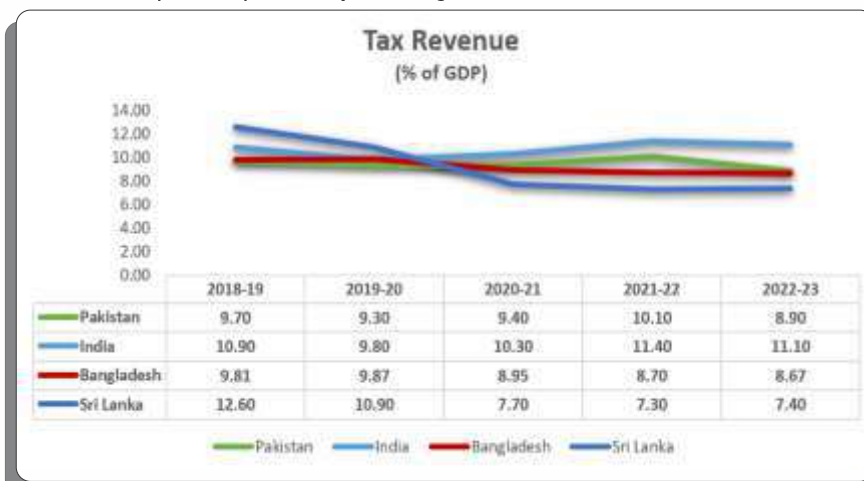 Tax Revenue
(% of GDP)
14.00
12.00
10.00
8.00
6.00
4.00
2.00
0.00
2018-19 2019-20 2020-21 2021-22 2022-23
Pakistan 9.70 9.30 9.40 10.10 8.90
India 10.90 9.80 10.30 11.40 11.10
Bangladesh 9.81 9.87 8.95 8.70 8.67
Sri Lanka 12.60 10.90 7.70 7.30 7.40
Pakistan India Bangladesh Sri Lanka